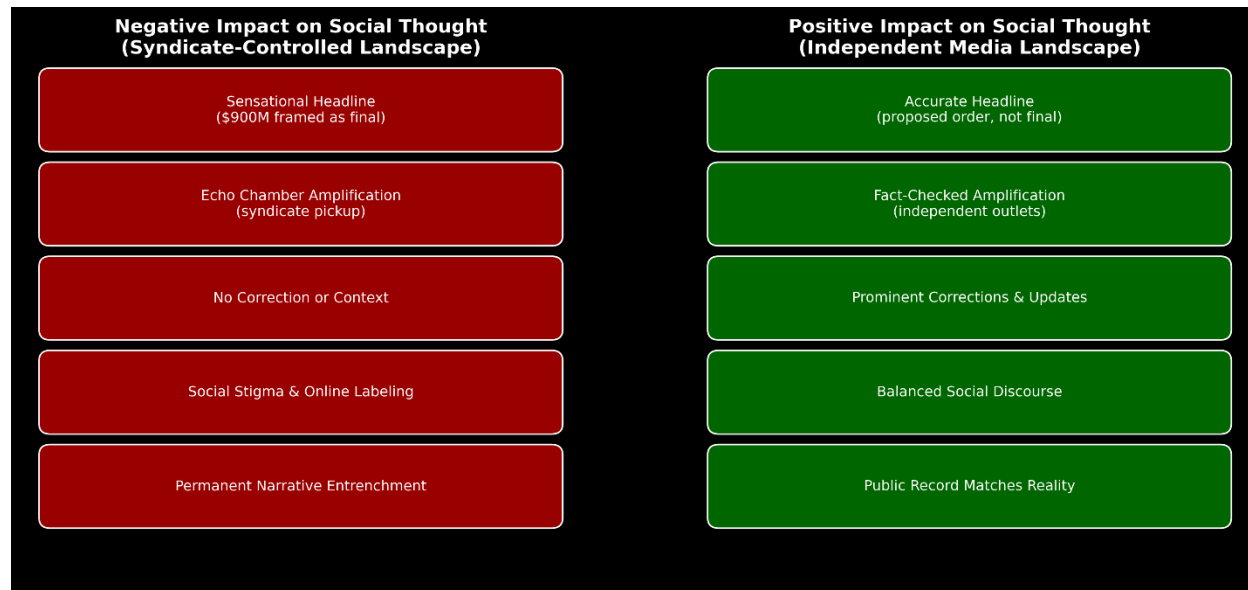 Negative Impact on Social Thought
(Syndicate-Controlled Landscape)
Sensational Headline
($900M framed as final)
Echo Chamber Amplification
(syndicate pickup)
No Correction or Context
Social Stigma & Online Labeling
Permanent Narrative Entrenchment
Positive Impact on Social Thought
(Independent Media Landscape)
Accurate Headline
(proposed order, not final)
Fact-Checked Amplification
(independent outlets)
Prominent Corrections & Updates
Balanced Social Discourse
Public Record Matches Reality